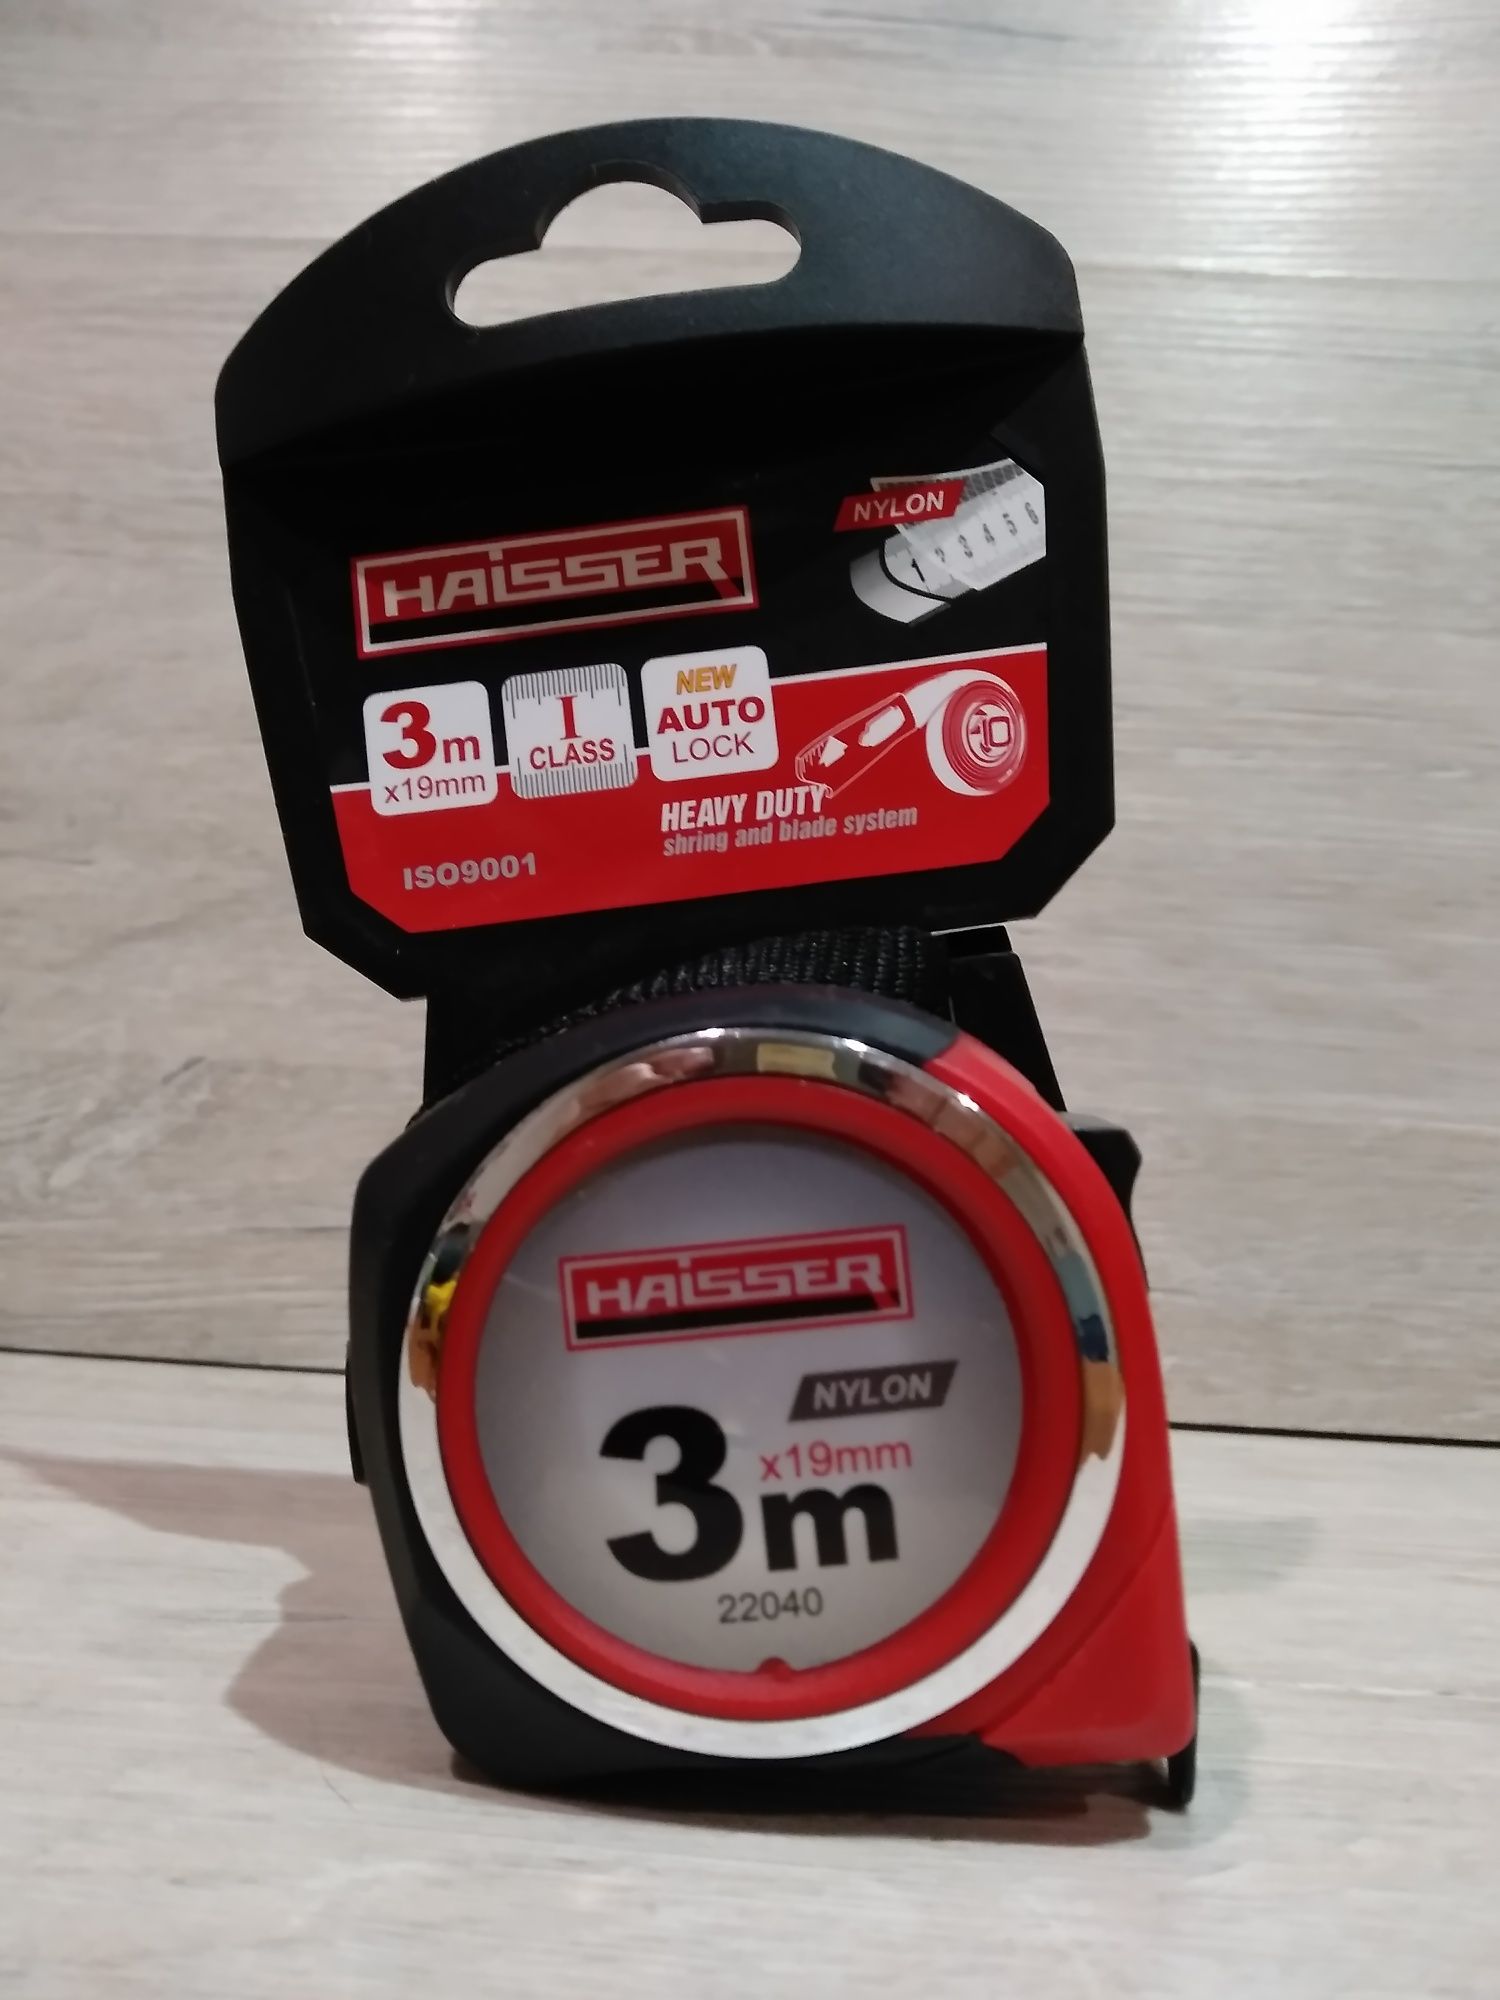 NYLON
1 2 3 4 5 6
HAiSSER
3m
x19mm
I
CLASS
NEW
AUTO
LOCK
HEAVY DUTY
shring and blade system
ISO9001
HAiSSER
NYLON
3m
x19mm
22040